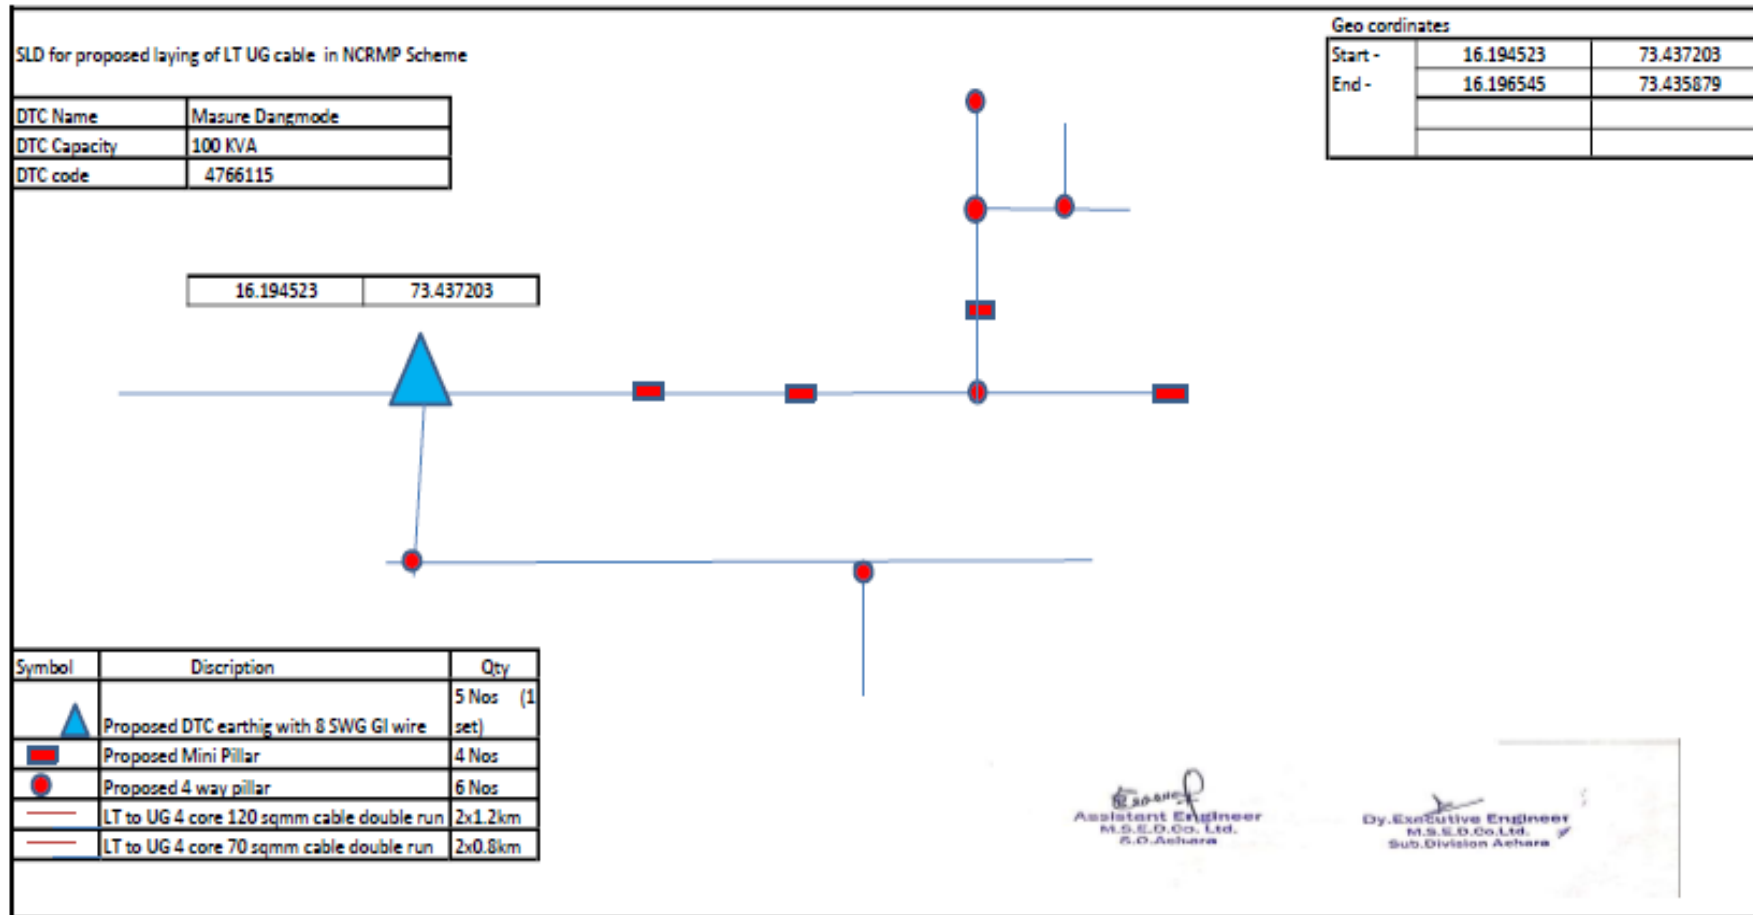 SLD for proposed laying of LT UG cable in NCRMP Scheme
Geo cordinates
Start - 16.194523 73.437203
End - 16.196545 73.435879
DTC Name Masure Dangmode
DTC Capacity 100 KVA
DTC code 4766115
16.194523 73.437203
Symbol Discription Qty
Proposed DTC earthig with 8 SWG GI wire 5 Nos (1 set)
Proposed Mini Pillar 4 Nos
Proposed 4 way pillar 6 Nos
LT to UG 4 core 120 sqmm cable double run 2x1.2km
LT to UG 4 core 70 sqmm cable double run 2x0.8km
Assistant Engineer
M.S.E.D.Co. Ltd.
S.O.Achara
Dy.Executive Engineer
M.S.E.D.Co.Ltd.
Sub.Division Achara